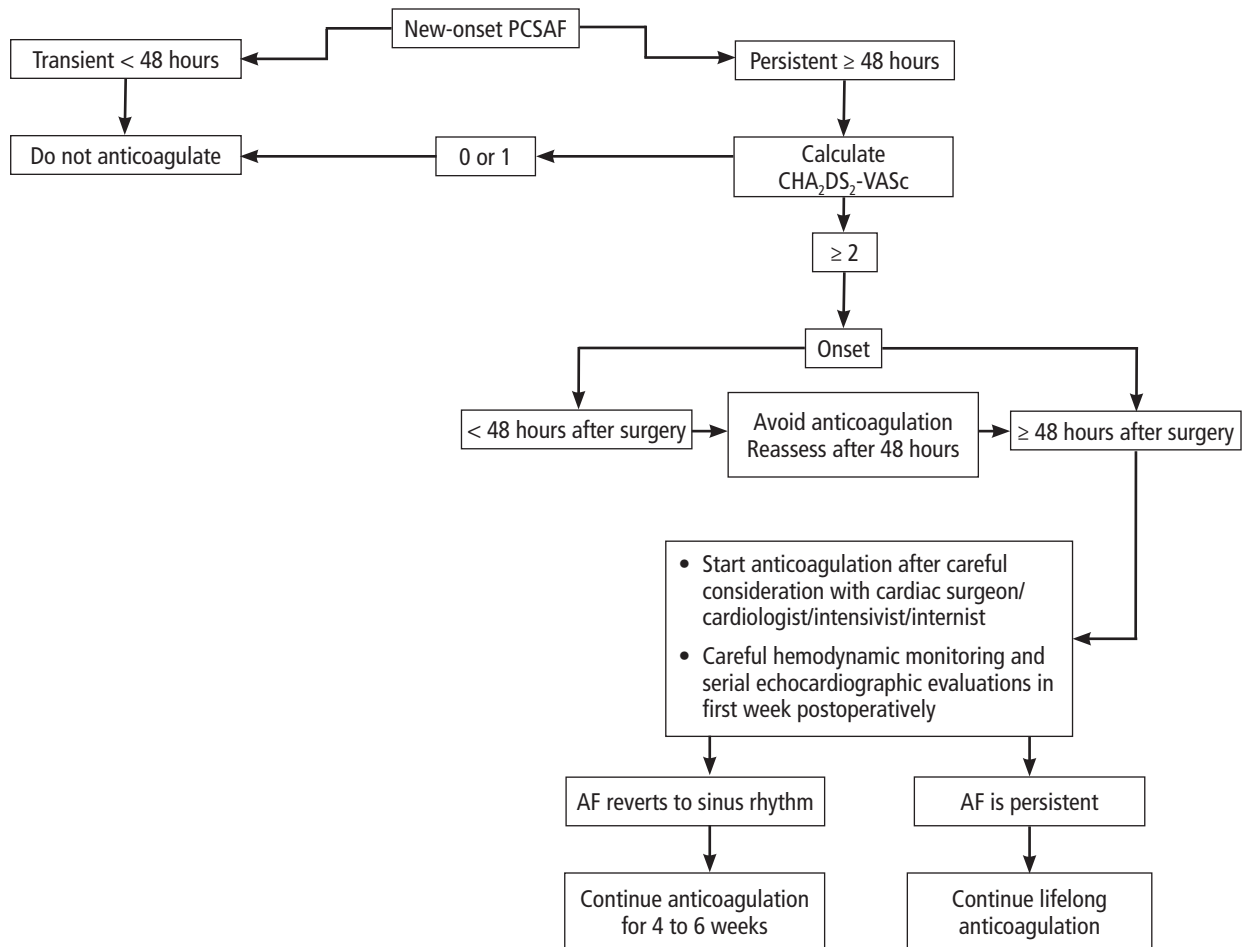 New-onset PCSAF
Transient < 48 hours
Persistent ≥ 48 hours
Do not anticoagulate
0 or 1
Calculate
CHA₂DS₂-VASc
≥ 2
Onset
< 48 hours after surgery
Avoid anticoagulation
Reassess after 48 hours
≥ 48 hours after surgery
• Start anticoagulation after careful
consideration with cardiac surgeon/
cardiologist/intensivist/internist
• Careful hemodynamic monitoring and
serial echocardiographic evaluations in
first week postoperatively
AF reverts to sinus rhythm
AF is persistent
Continue anticoagulation
for 4 to 6 weeks
Continue lifelong
anticoagulation